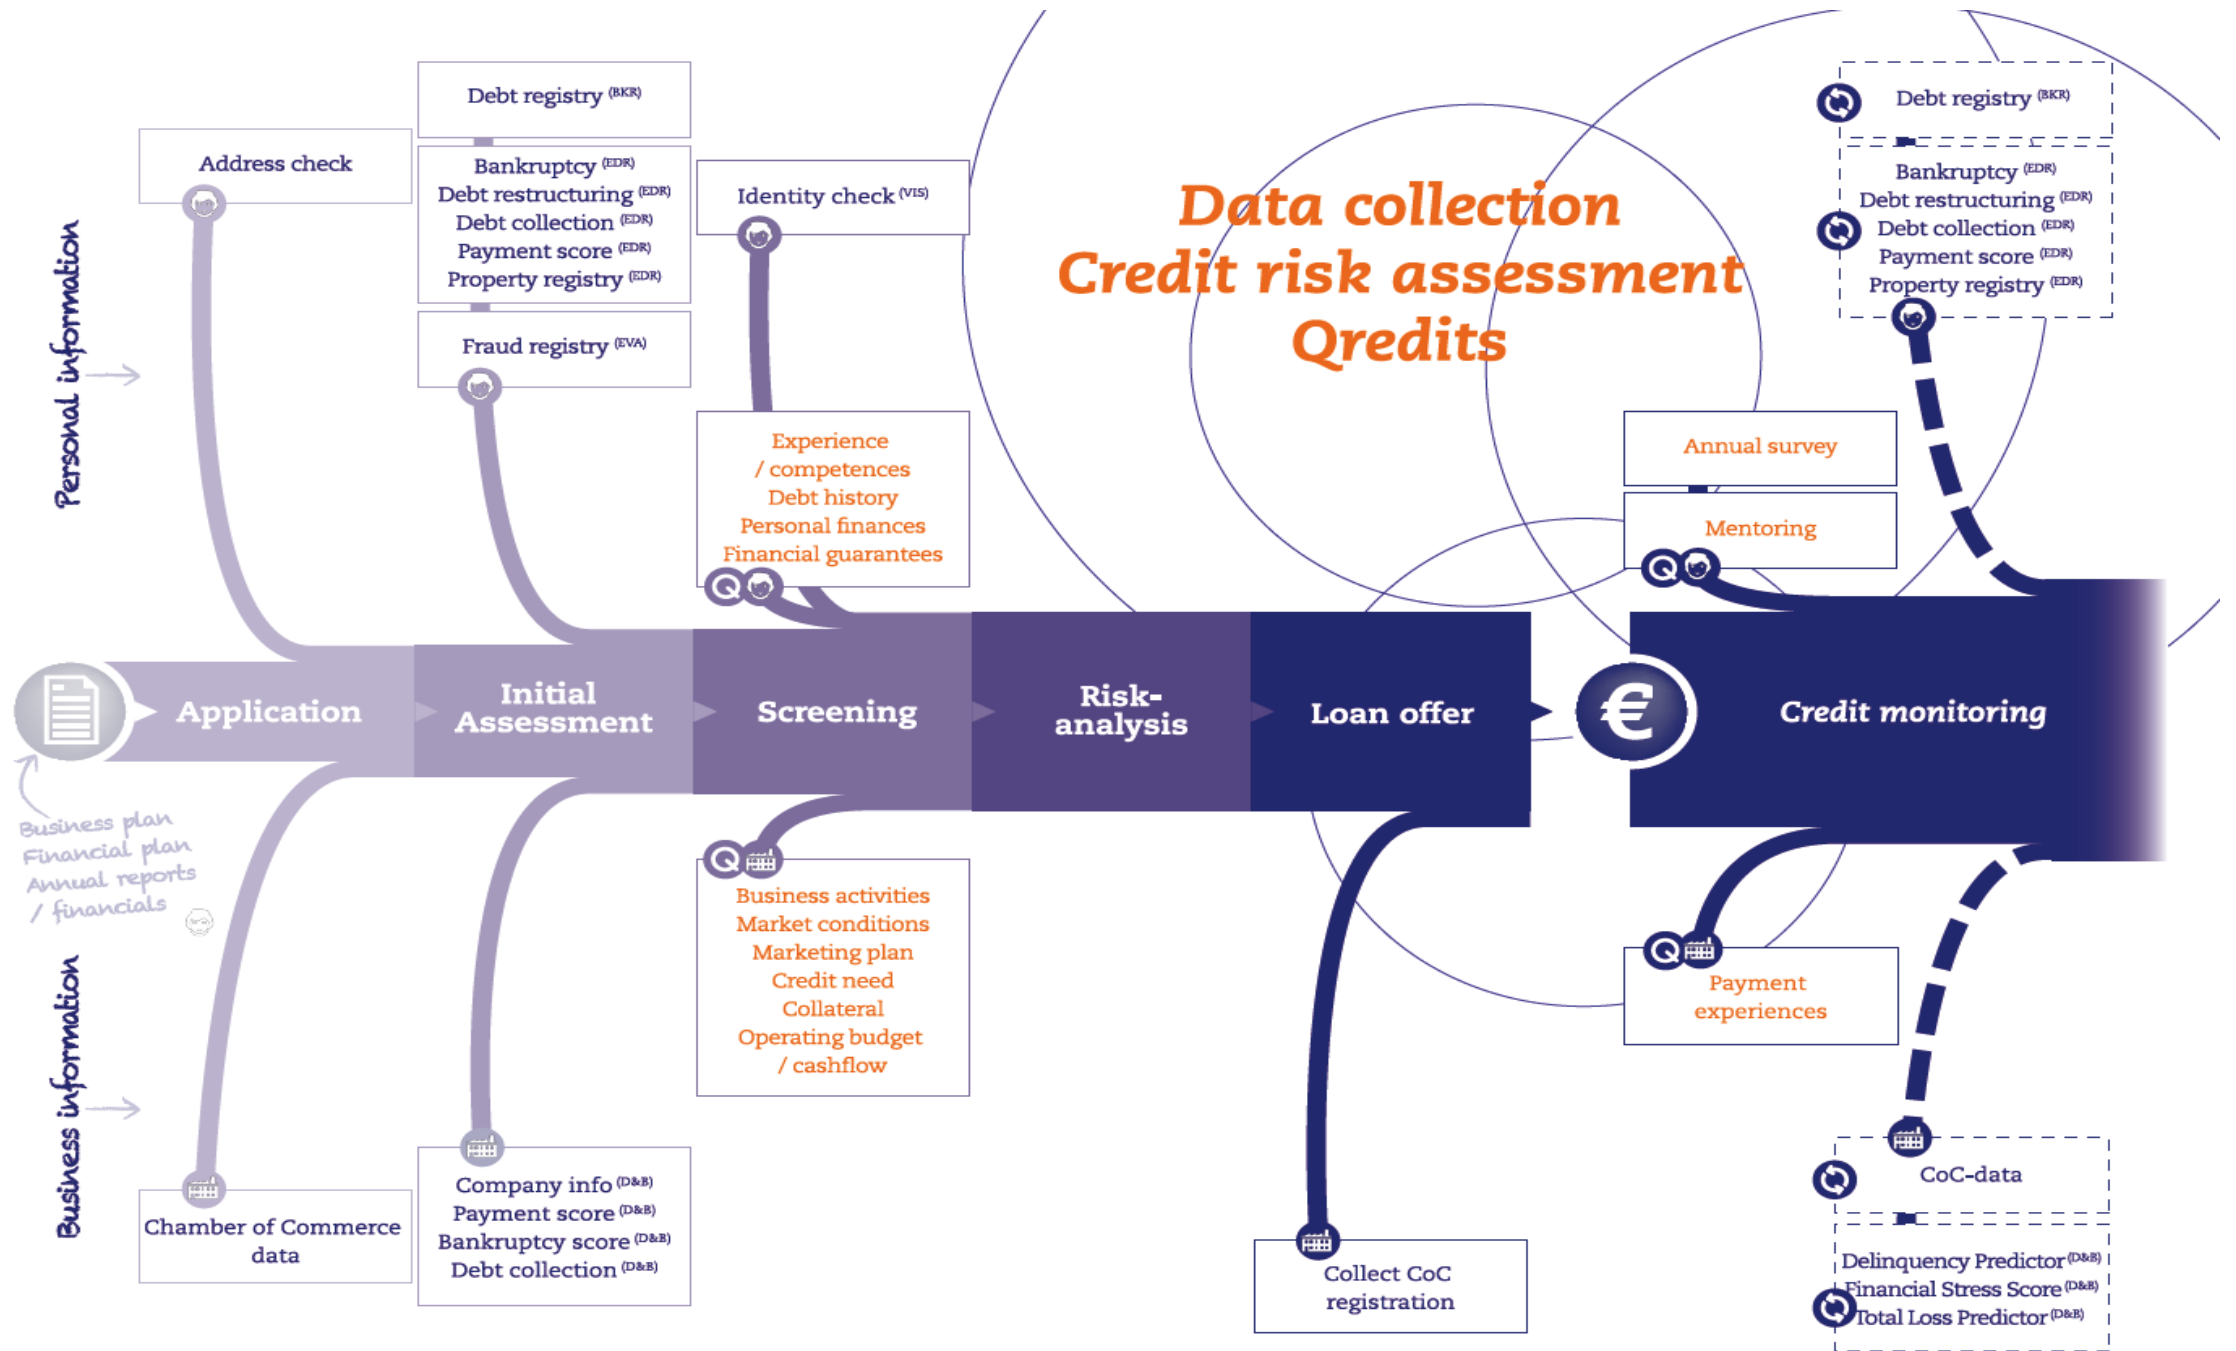 Data collection
Credit risk assessment
Qredits
Personal information
Address check
Debt registry (BKR)
Bankruptcy (EDR)
Debt restructuring (EDR)
Debt collection (EDR)
Payment score (EDR)
Property registry (EDR)
Fraud registry (EVA)
Identity check (VIS)
Experience
/ competences
Debt history
Personal finances
Financial guarantees
Q
Annual survey
Mentoring
Q
Debt registry (BKR)
Bankruptcy (EDR)
Debt restructuring (EDR)
Debt collection (EDR)
Payment score (EDR)
Property registry (EDR)
Application
Initial
Assessment
Screening
Risk-
analysis
Loan offer
€
Credit monitoring
Business plan
Financial plan
Annual reports
/ financials
Business information
Chamber of Commerce
data
Company info (D&B)
Payment score (D&B)
Bankruptcy score (D&B)
Debt collection (D&B)
Q
Business activities
Market conditions
Marketing plan
Credit need
Collateral
Operating budget
/ cashflow
Collect CoC
registration
Q
Payment
experiences
CoC-data
Delinquency Predictor (D&B)
Financial Stress Score (D&B)
Total Loss Predictor (D&B)